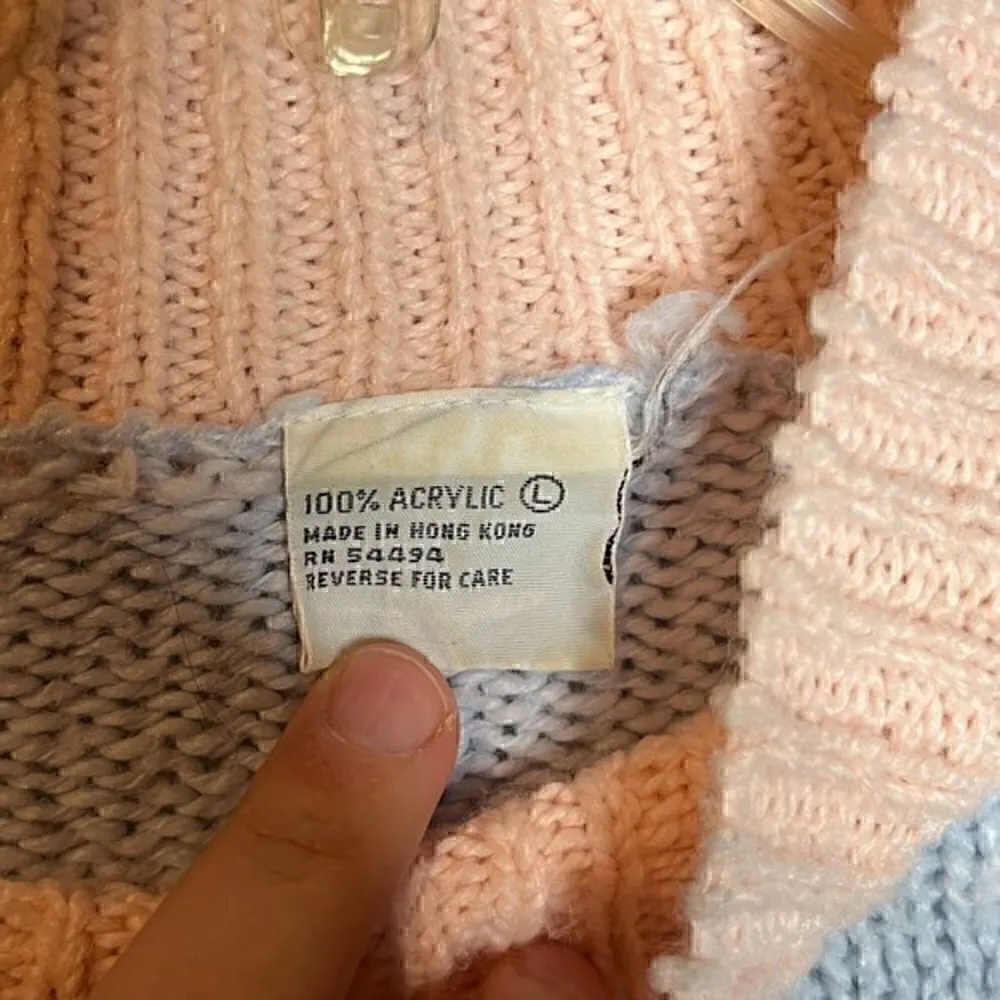 100% ACRYLIC Ⓛ
MADE IN HONG KONG
RN 54494
REVERSE FOR CARE